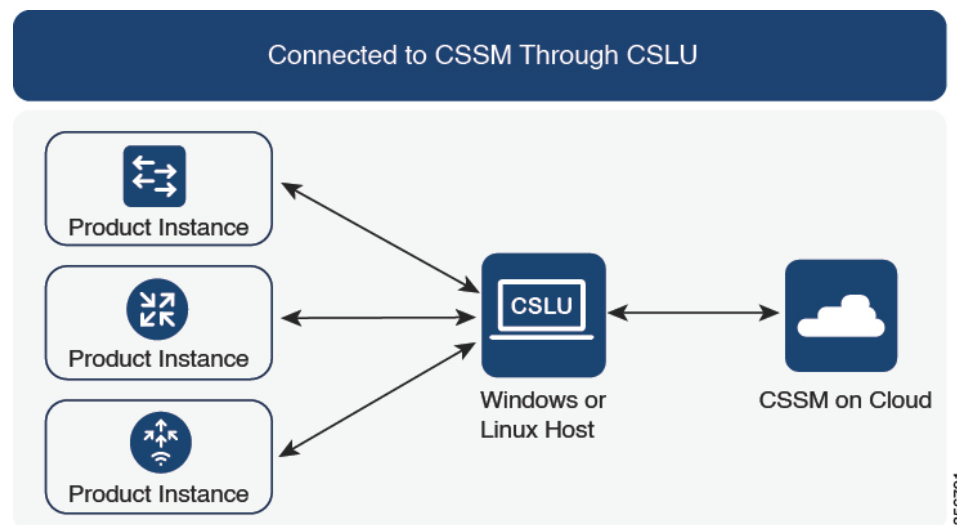 Connected to CSSM Through CSLU
Product Instance
Product Instance
Product Instance
CSLU
Windows or
Linux Host
CSSM on Cloud